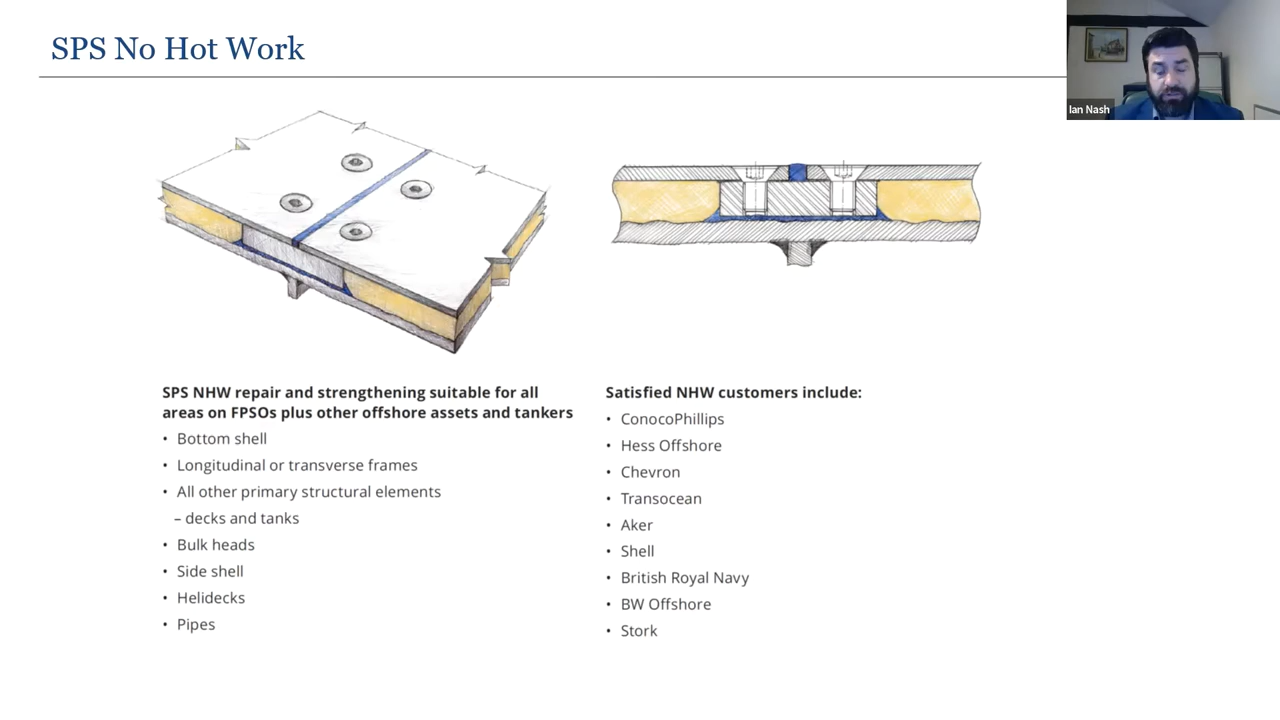 SPS No Hot Work
Ian Nash
SPS NHW repair and strengthening suitable for all
areas on FPSOs plus other offshore assets and tankers
• Bottom shell
• Longitudinal or transverse frames
• All other primary structural elements
– decks and tanks
• Bulk heads
• Side shell
• Helidecks
• Pipes
Satisfied NHW customers include:
• ConocoPhillips
• Hess Offshore
• Chevron
• Transocean
• Aker
• Shell
• British Royal Navy
• BW Offshore
• Stork